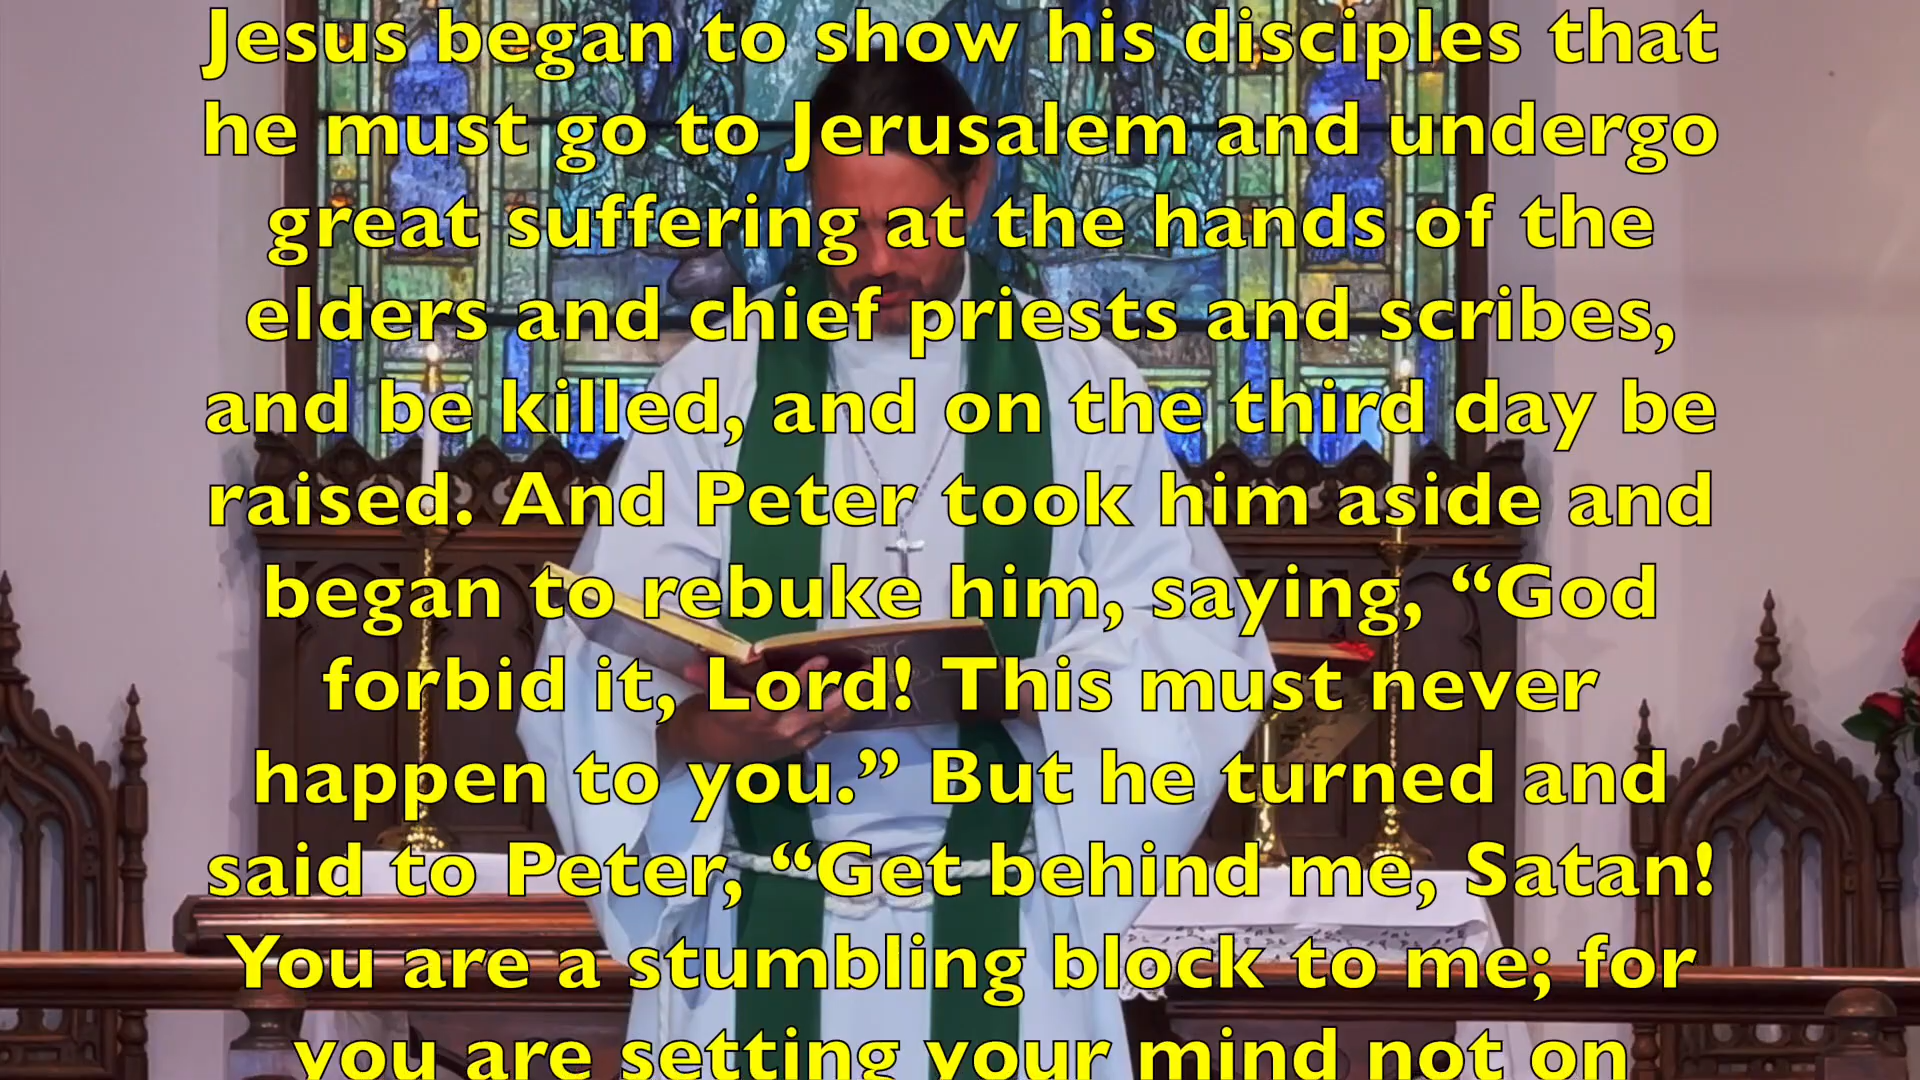 Jesus began to show his disciples that
he must go to Jerusalem and undergo
great suffering at the hands of the
elders and chief priests and scribes,
and be killed, and on the third day be
raised. And Peter took him aside and
began to rebuke him, saying, “God
forbid it, Lord! This must never
happen to you.” But he turned and
said to Peter, “Get behind me, Satan!
You are a stumbling block to me; for
you are setting your mind not on